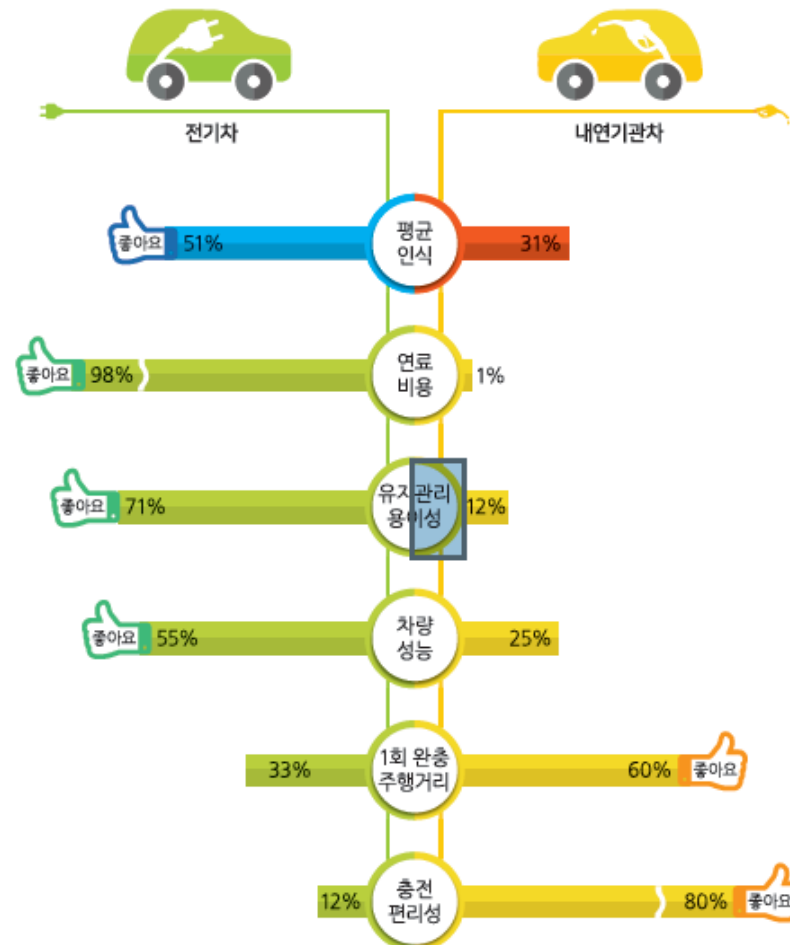 전기차
내연기관차
좋아요
51%
평균
인식
31%
좋아요
98%
연료
비용
1%
좋아요
71%
유지관리
용이성
12%
좋아요
55%
차량
성능
25%
33%
1회 완충
주행거리
60%
좋아요
12%
충전
편리성
80%
좋아요